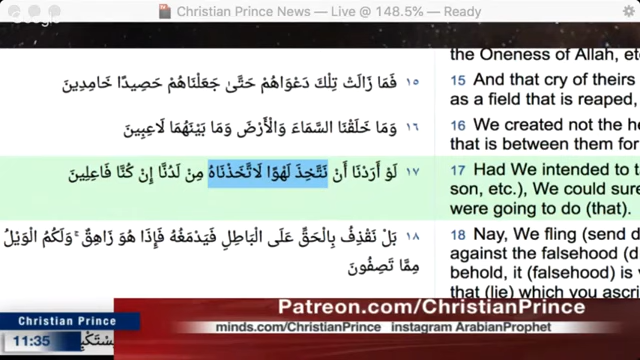 Christian Prince News — Live @ 148.5% — Ready
the Oneness of Allah, et
١٥ فَمَا زَالَتْ تِلْكَ دَعْوَاهُمْ حَتَّىٰ جَعَلْنَاهُمْ حَصِيدًا خَامِدِينَ
15 And that cry of theirs
as a field that is reaped,
١٦ وَمَا خَلَقْنَا السَّمَاءَ وَالْأَرْضَ وَمَا بَيْنَهُمَا لَاعِبِينَ
16 We created not the he
that is between them for
١٧ لَوْ أَرَدْنَا أَنْ نَتَّخِذَ لَهْوًا لَاتَّخَذْنَاهُ مِنْ لَدُنَّا إِنْ كُنَّا فَاعِلِينَ
17 Had We intended to t
son, etc.), We could sure
were going to do (that).
١٨ بَلْ نَقْذِفُ بِالْحَقِّ عَلَى الْبَاطِلِ فَيَدْمَغُهُ فَإِذَا هُوَ زَاهِقٌ ۚ وَلَكُمُ الْوَيْلُ
مِمَّا تَصِفُونَ
18 Nay, We fling (send d
against the falsehood (d
behold, it (falsehood) is v
that (lie) which you ascri
Patreon.com/ChristianPrince
minds.com/ChristianPrince instagram ArabianProphet
Christian Prince
11:35